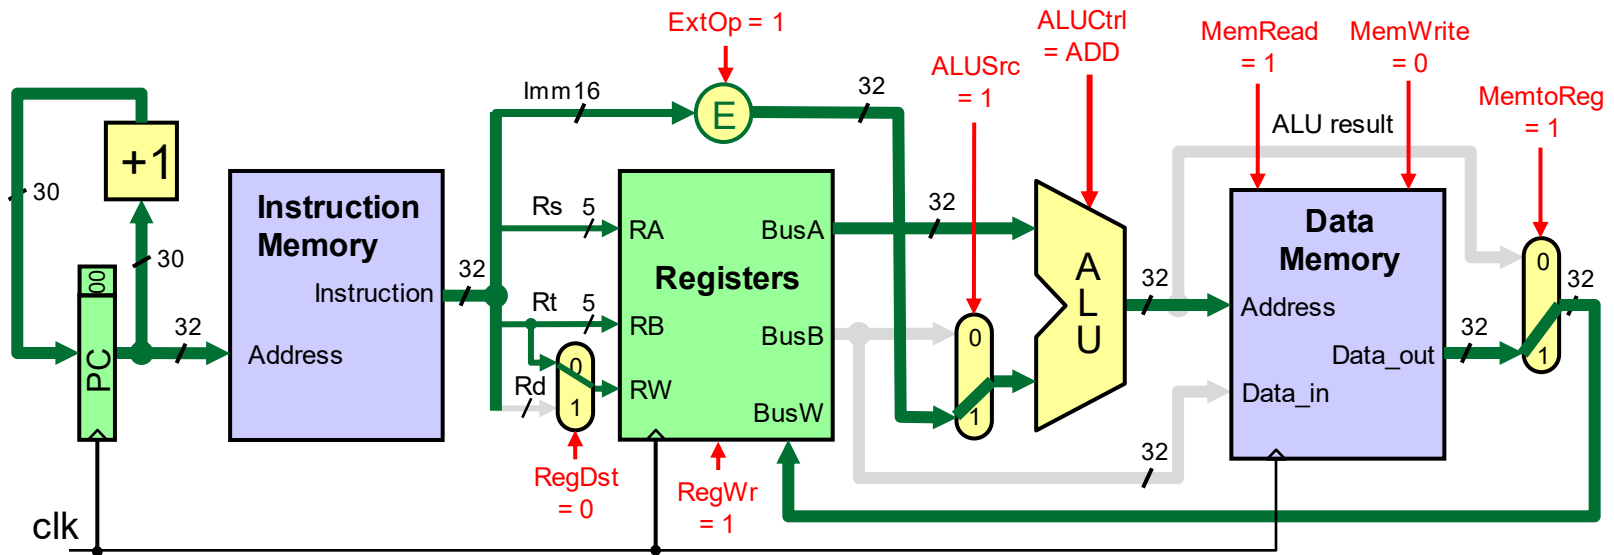 ExtOp = 1
ALUCtrl
= ADD
MemRead
= 1
MemWrite
= 0
ALUSrc
= 1
MemtoReg
= 1
Imm16
32
E
ALU result
+1
30
30
00
PC
32
Instruction
Memory
Instruction
Address
32
Rs
5
Rt
5
Rd
0
1
RegDst
= 0
RA
RB
RW
Registers
BusA
BusB
BusW
RegWr
= 1
32
0
1
A
L
U
32
32
Data
Memory
Address
Data_out
Data_in
32
0
1
32
clk